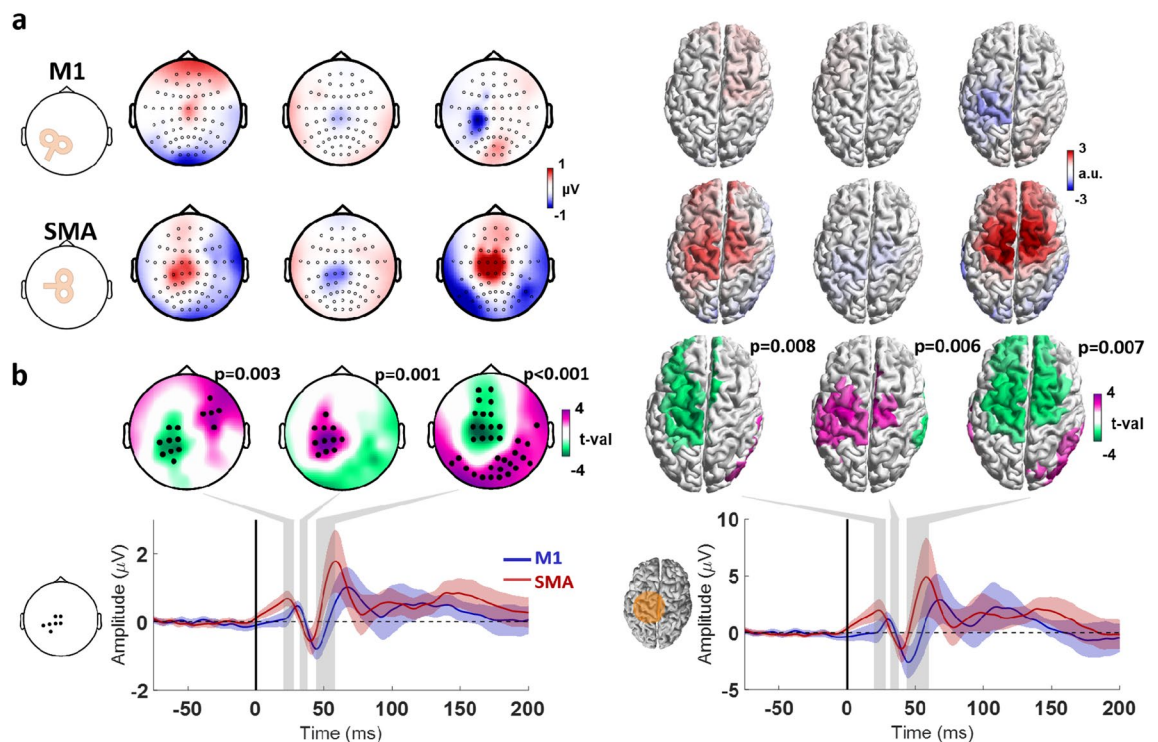 a
M1
1
µV
-1
3
a.u.
-3
SMA
b
p=0.003
p=0.001
p<0.001
4
t-val
-4
p=0.008
p=0.006
p=0.007
4
t-val
-4
Amplitude (µV)
2
0
-2
M1
SMA
-50 0 50 100 150 200
Time (ms)
Amplitude (µV)
10
5
0
-5
-50 0 50 100 150 200
Time (ms)